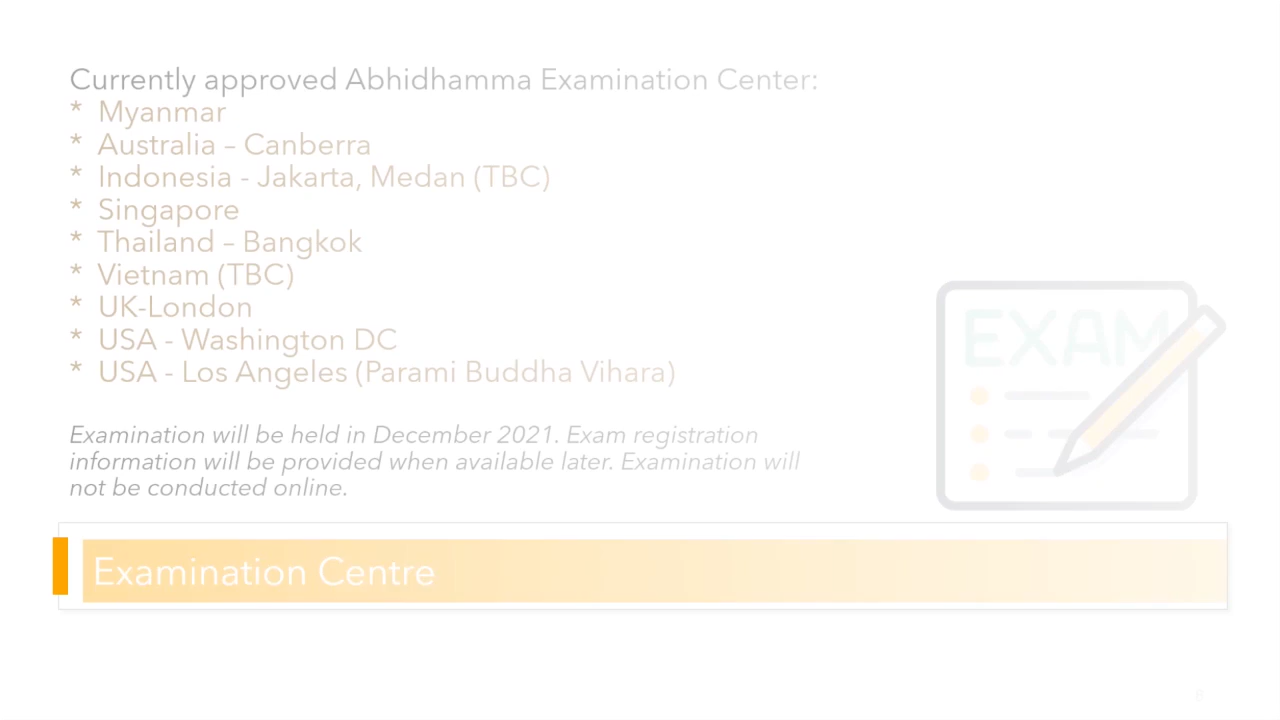 Currently approved Abhidhamma Examination Center:
* Myanmar
* Australia – Canberra
* Indonesia - Jakarta, Medan (TBC)
* Singapore
* Thailand – Bangkok
* Vietnam (TBC)
* UK-London
* USA - Washington DC
* USA - Los Angeles (Parami Buddha Vihara)
EXAM
Examination will be held in December 2021. Exam registration
information will be provided when available later. Examination will
not be conducted online.
Examination Centre